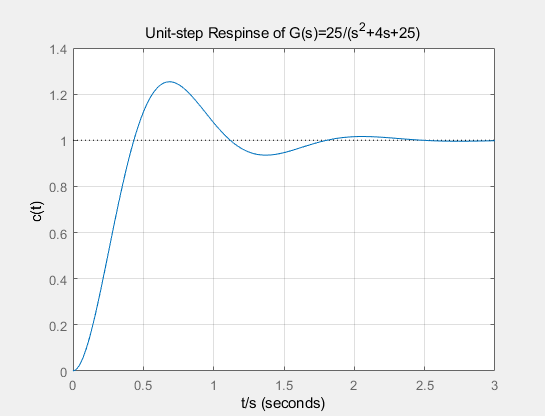 Unit-step Respinse of G(s)=25/(s²+4s+25)
1.4
1.2
1
0.8
0.6
0.4
0.2
0
c(t)
0 0.5 1 1.5 2 2.5 3
t/s (seconds)